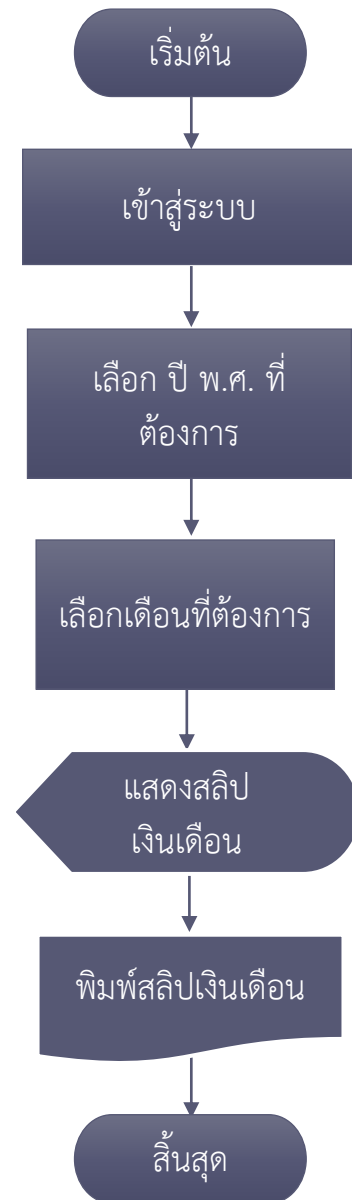 เริ่มต้น
เข้าสู่ระบบ
เลือก ปี พ.ศ. ที่
ต้องการ
เลือกเดือนที่ต้องการ
แสดงสลิป
เงินเดือน
พิมพ์สลิปเงินเดือน
สิ้นสุด